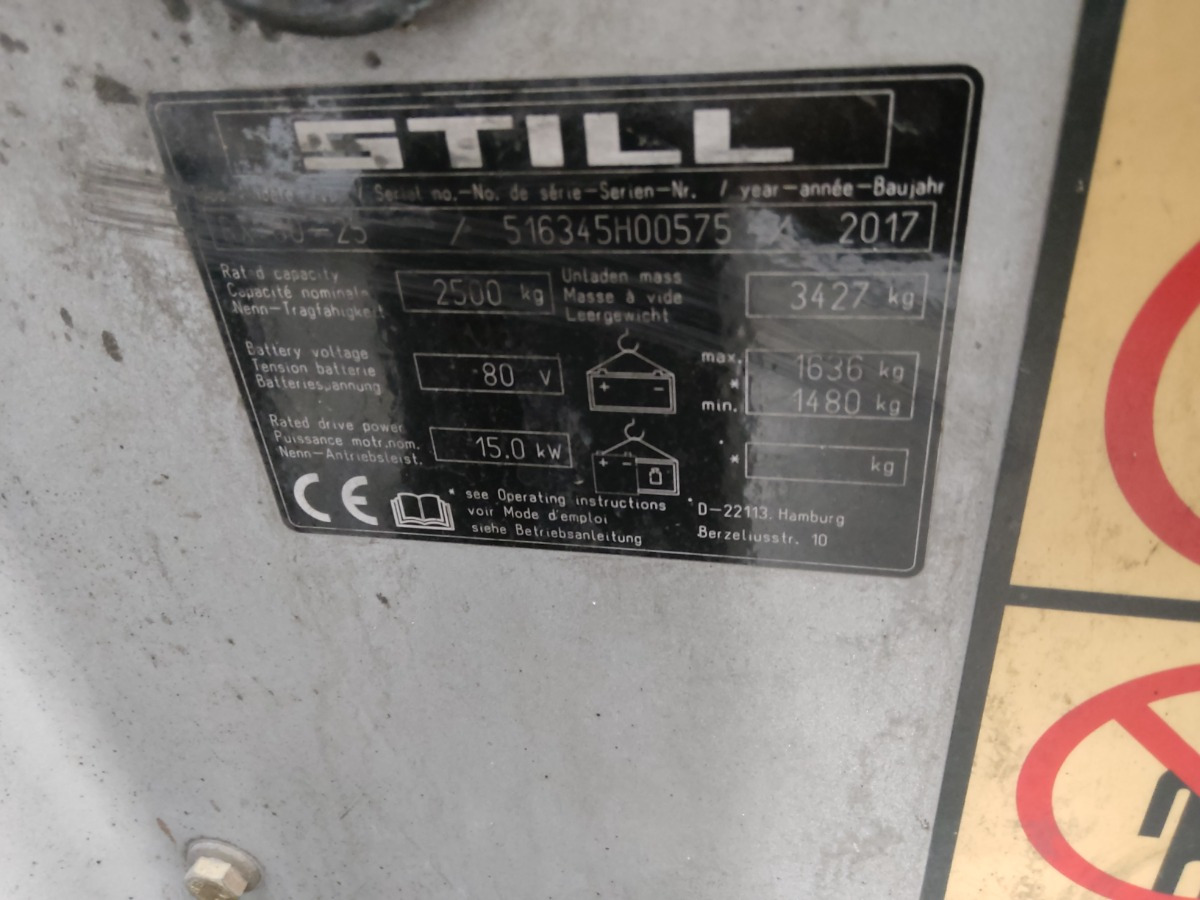 STILL
/ Serial no.-No. de série-Serien-Nr. / year-année-Baujahr
-25 / 516345H00575 / 2017
Rated capacity
Capacité nominale
Nenn-Tragfähigkeit
2500 kg
Unladen mass
Masse à vide
Leergewicht
3427 kg
Battery voltage
Tension batterie
Batteriespannung
80 V
+ -
max. 1636 kg
*
min. 1480 kg
Rated drive power
Puissance motr.nom.
Nenn-Antriebsleist.
15.0 kW
+ -
* kg
CE
* see Operating instructions
voir Mode d'emploi
siehe Betriebsanleitung
D-22113. Hamburg
Berzeliusstr. 10